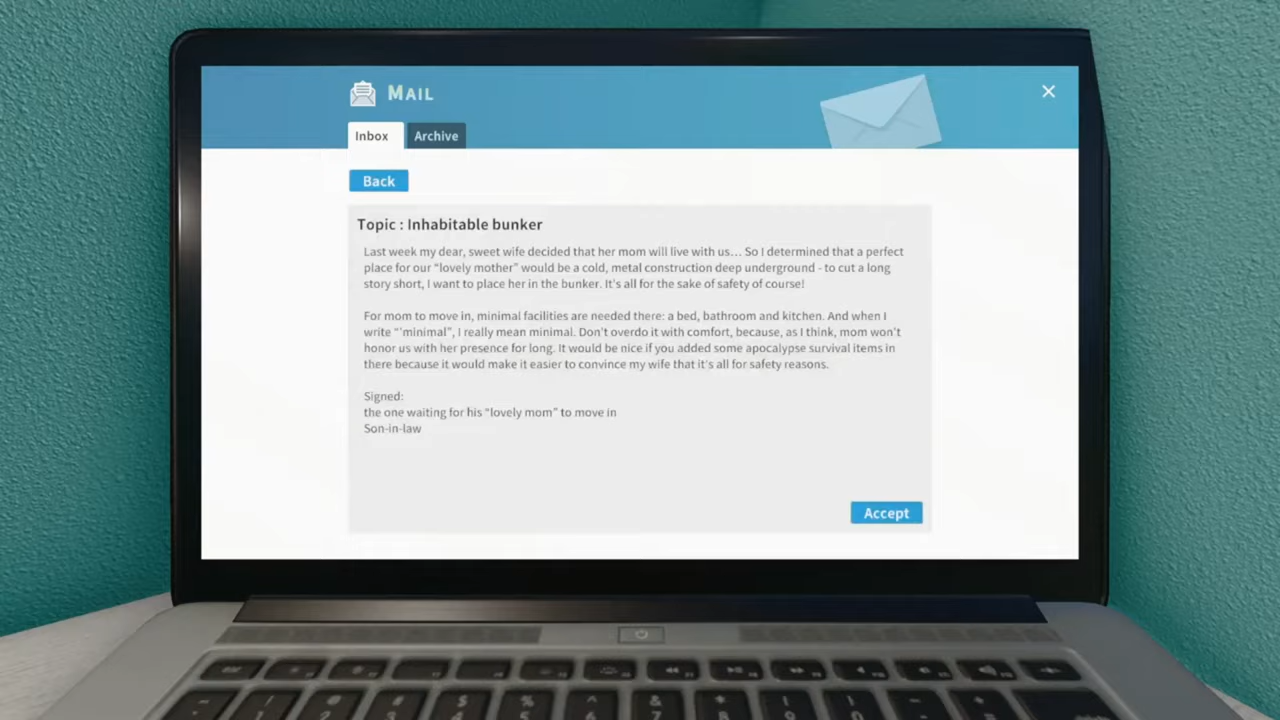 MAIL
Inbox Archive
Back
Topic : Inhabitable bunker
Last week my dear, sweet wife decided that her mom will live with us... So I determined that a perfect
place for our “lovely mother” would be a cold, metal construction deep underground - to cut a long
story short, I want to place her in the bunker. It's all for the sake of safety of course!
For mom to move in, minimal facilities are needed there: a bed, bathroom and kitchen. And when I
write “'minimal”, I really mean minimal. Don't overdo it with comfort, because, as I think, mom won't
honor us with her presence for long. It would be nice if you added some apocalypse survival items in
there because it would make it easier to convince my wife that it's all for safety reasons.
Signed:
the one waiting for his “lovely mom” to move in
Son-in-law
Accept